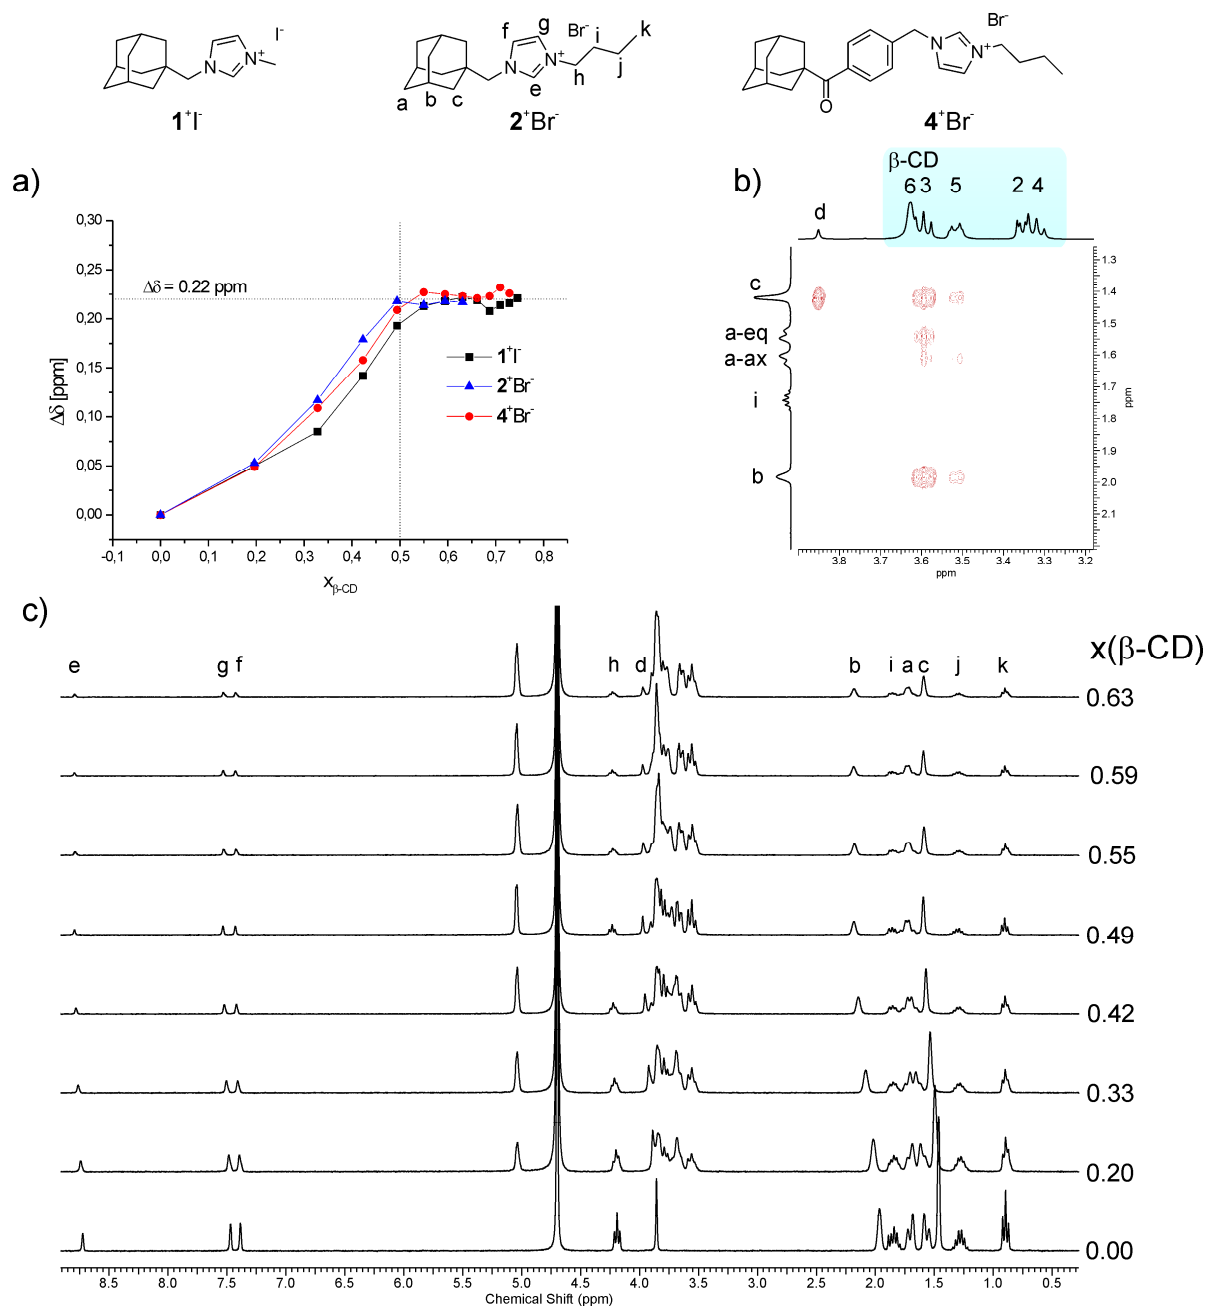 I⁻
N
N⁺
1⁺I⁻
f
g
Br⁻
i
k
N
N⁺
j
h
e
a
b
c
2⁺Br⁻
Br⁻
N
N⁺
O
4⁺Br⁻
a)
0,30
0,25
0,20
0,15
0,10
0,05
0,00
Δδ [ppm]
Δδ = 0.22 ppm
1⁺I⁻
2⁺Br⁻
4⁺Br⁻
-0,1 0,0 0,1 0,2 0,3 0,4 0,5 0,6 0,7 0,8
xβ-CD
b)
β-CD
6 3 5 2 4
d
c
a-eq
a-ax
i
b
1.3
1.4
1.5
1.6
1.7
1.8
1.9
2.0
2.1
ppm
3.8 3.7 3.6 3.5 3.4 3.3 3.2
ppm
c)
x(β-CD)
e g f h d b i a c j k
0.63
0.59
0.55
0.49
0.42
0.33
0.20
0.00
8.5 8.0 7.5 7.0 6.5 6.0 5.5 5.0 4.5 4.0 3.5 3.0 2.5 2.0 1.5 1.0 0.5
Chemical Shift (ppm)